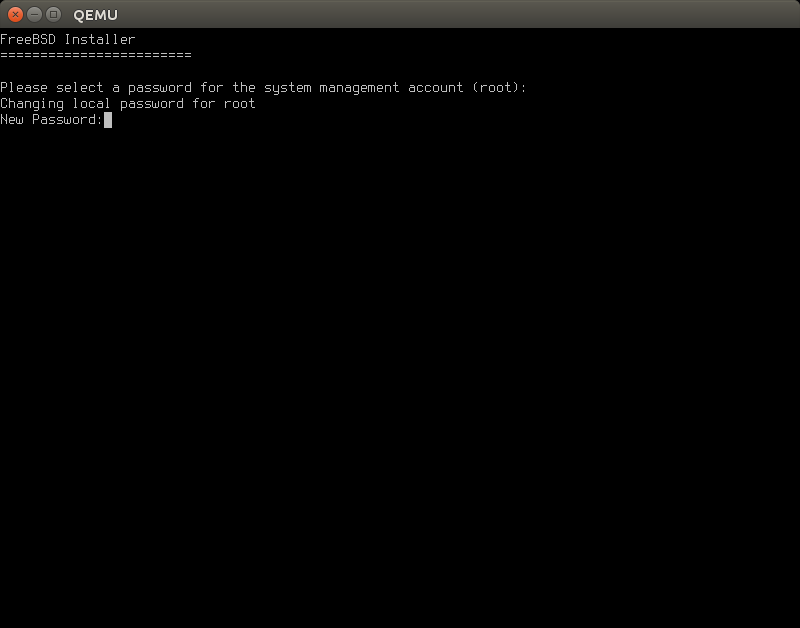 QEMU
FreeBSD Installer
========================
Please select a password for the system management account (root):
Changing local password for root
New Password: